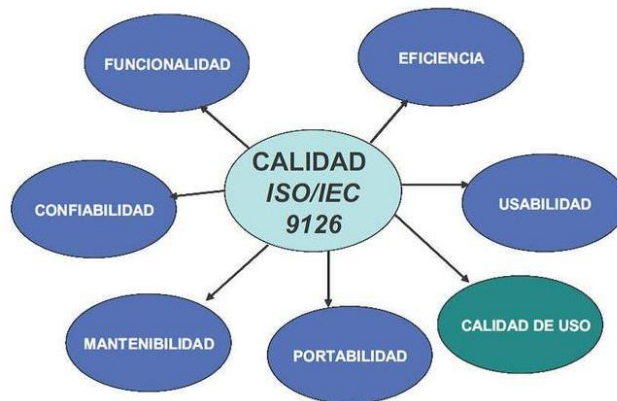 FUNCIONALIDAD
EFICIENCIA
CALIDAD
ISO/IEC
9126
CONFIABILIDAD
USABILIDAD
MANTENIBILIDAD
PORTABILIDAD
CALIDAD DE USO